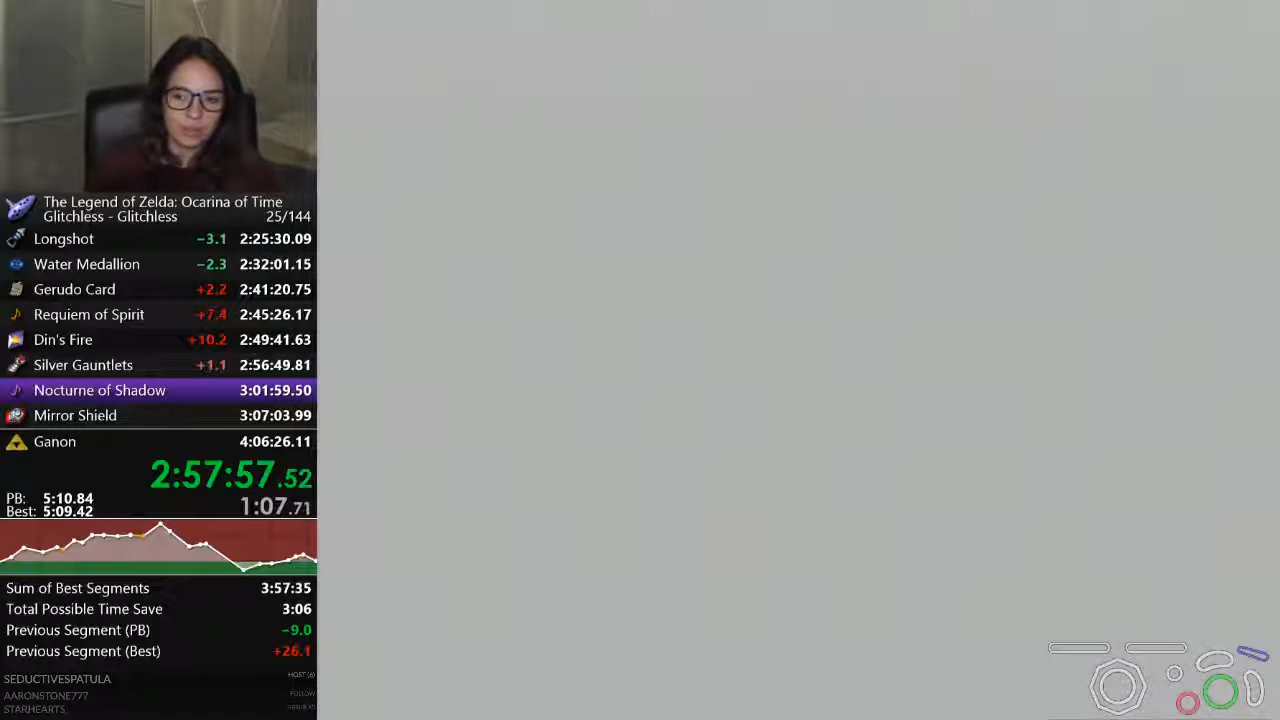 The Legend of Zelda: Ocarina of Time
Glitchless - Glitchless 25/144
Longshot −3.1 2:25:30.09
Water Medallion −2.3 2:32:01.15
Gerudo Card +2.2 2:41:20.75
Requiem of Spirit +7.4 2:45:26.17
Din's Fire +10.2 2:49:41.63
Silver Gauntlets +1.1 2:56:49.81
Nocturne of Shadow 3:01:59.50
Mirror Shield 3:07:03.99
Ganon 4:06:26.11
2:57:57.52
PB: 5:10.84
Best: 5:09.42 1:07.71
Sum of Best Segments 3:57:35
Total Possible Time Save 3:06
Previous Segment (PB) −9.0
Previous Segment (Best) +26.1
SEDUCTIVESPATULA
AARONSTONE777 FOLLOW
STARHEARTS_